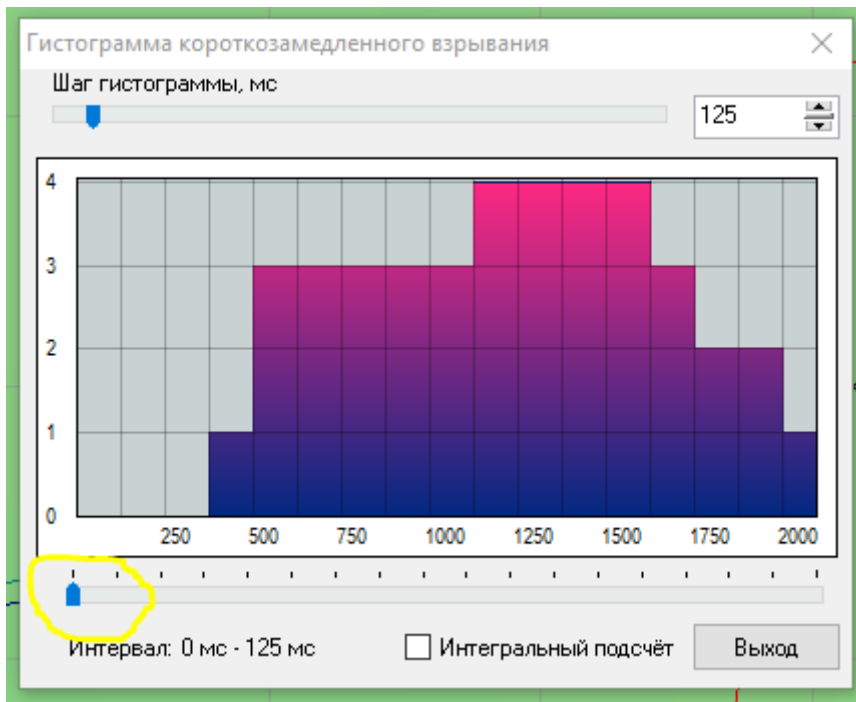 Гистограмма короткозамедленного взрывания
Шаг гистограммы, мс
125
4
3
2
1
0
250 500 750 1000 1250 1500 1750 2000
Интервал: 0 мс - 125 мс
Интегральный подсчёт
Выход